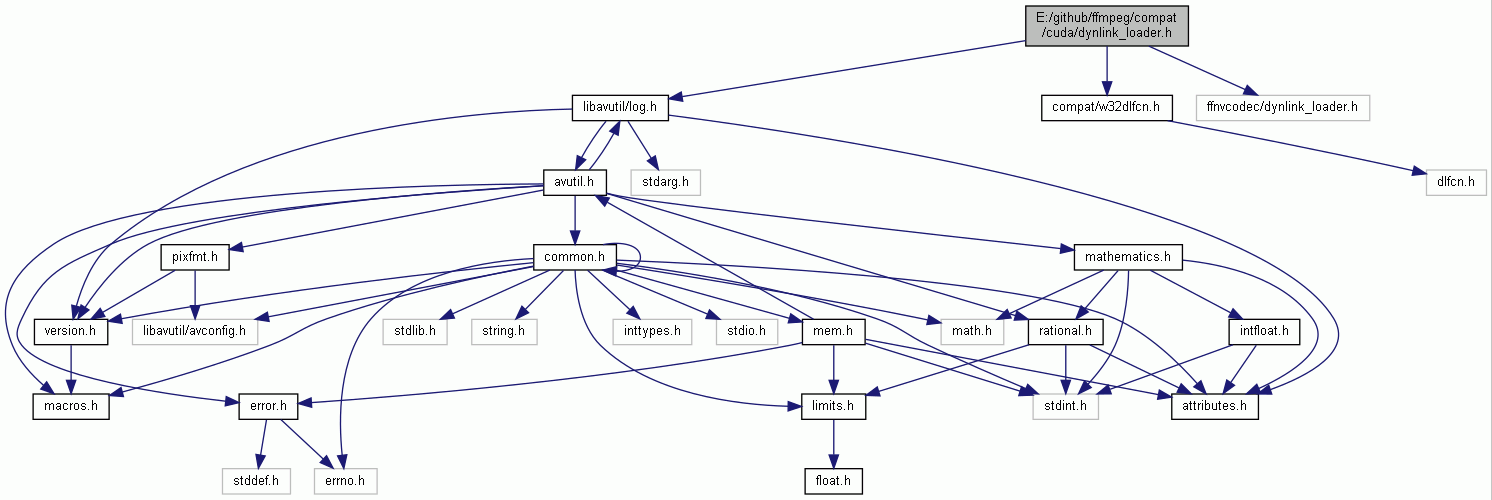 E:/github/ffmpeg/compat
/cuda/dynlink_loader.h
libavutil/log.h
compat/w32dlfcn.h
ffnvcodec/dynlink_loader.h
avutil.h
stdarg.h
dlfcn.h
pixfmt.h
common.h
mathematics.h
version.h
libavutil/avconfig.h
stdlib.h
string.h
inttypes.h
stdio.h
mem.h
math.h
rational.h
intfloat.h
macros.h
error.h
limits.h
stdint.h
attributes.h
stddef.h
errno.h
float.h